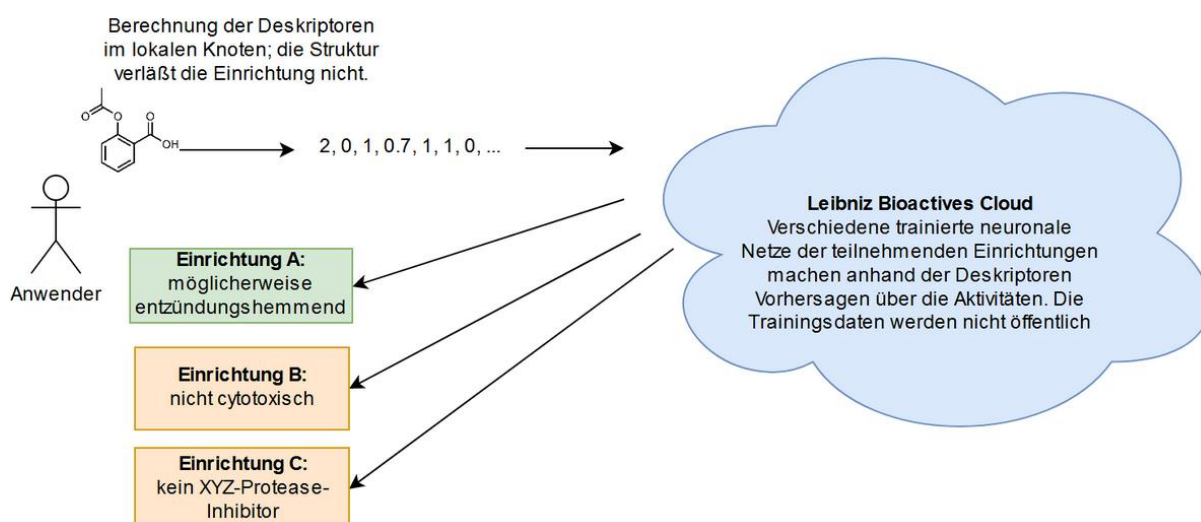 Berechnung der Deskriptoren
im lokalen Knoten; die Struktur
verläßt die Einrichtung nicht.
O
O
O
OH
2, 0, 1, 0.7, 1, 1, 0, ...
Anwender
Einrichtung A:
möglicherweise
entzündungshemmend
Einrichtung B:
nicht cytotoxisch
Einrichtung C:
kein XYZ-Protease-
Inhibitor
Leibniz Bioactives Cloud
Verschiedene trainierte neuronale
Netze der teilnehmenden Einrichtungen
machen anhand der Deskriptoren
Vorhersagen über die Aktivitäten. Die
Trainingsdaten werden nicht öffentlich